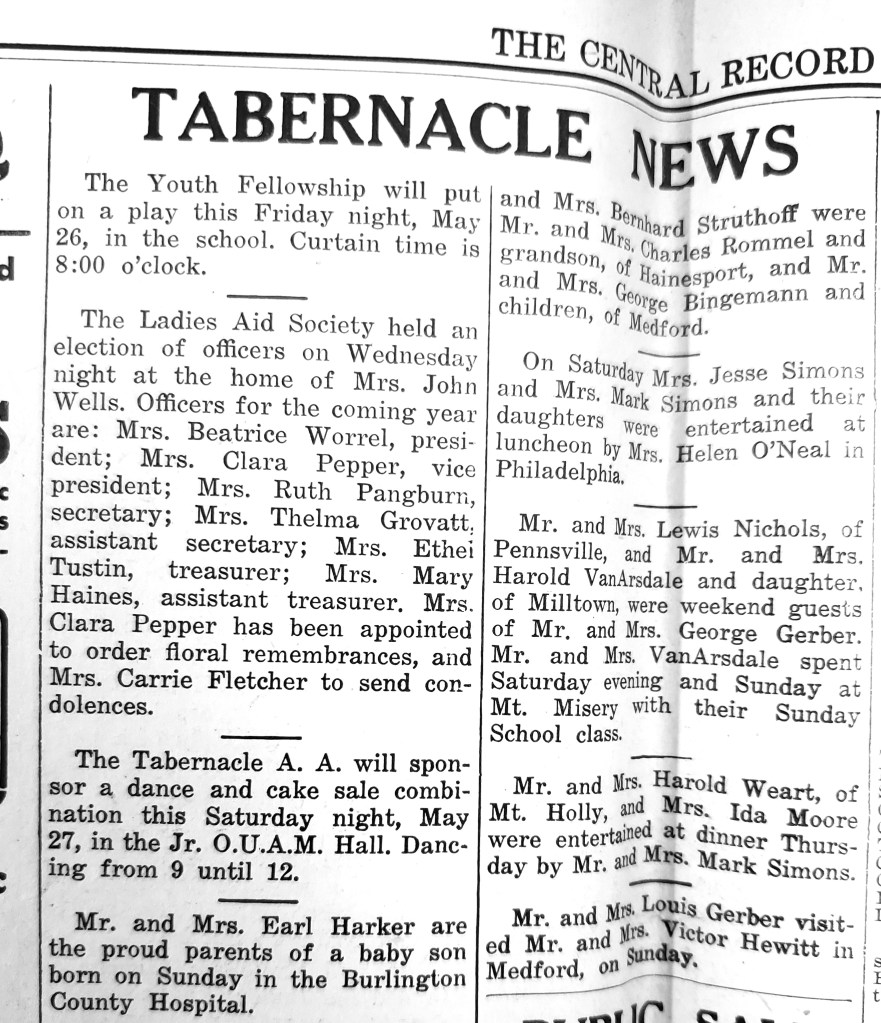 THE CENTRAL RECORD
TABERNACLE NEWS
The Youth Fellowship will put
on a play this Friday night, May
26, in the school. Curtain time is
8:00 o'clock.
The Ladies Aid Society held an
election of officers on Wednesday
night at the home of Mrs. John
Wells. Officers for the coming year
are: Mrs. Beatrice Worrel, presi-
dent; Mrs. Clara Pepper, vice
president; Mrs. Ruth Pangburn,
secretary; Mrs. Thelma Grovatt,
assistant secretary; Mrs. Ethei
Tustin, treasurer; Mrs. Mary
Haines, assistant treasurer. Mrs.
Clara Pepper has been appointed
to order floral remembrances, and
Mrs. Carrie Fletcher to send con-
dolences.
The Tabernacle A. A. will spon-
sor a dance and cake sale combi-
nation this Saturday night, May
27, in the Jr. O.U.A.M. Hall. Danc-
ing from 9 until 12.
Mr. and Mrs. Earl Harker are
the proud parents of a baby son
born on Sunday in the Burlington
County Hospital.
and Mrs. Bernhard Struthoff were
Mr. and Mrs. Charles Rommel and
grandson, of Hainesport, and Mr.
and Mrs. George Bingemann and
children, of Medford.
On Saturday Mrs. Jesse Simons
and Mrs. Mark Simons and their
daughters were entertained at
luncheon by Mrs. Helen O'Neal in
Philadelphia.
Mr. and Mrs. Lewis Nichols, of
Pennsville, and Mr. and Mrs.
Harold VanArsdale and daughter,
of Milltown, were weekend guests
of Mr. and Mrs. George Gerber.
Mr. and Mrs. VanArsdale spent
Saturday evening and Sunday at
Mt. Misery with their Sunday
School class.
Mr. and Mrs. Harold Weart, of
Mt. Holly, and Mrs. Ida Moore
were entertained at dinner Thurs-
day by Mr. and Mrs. Mark Simons.
Mr. and Mrs. Louis Gerber visit-
ed Mr. and Mrs. Victor Hewitt in
Medford, on Sunday.